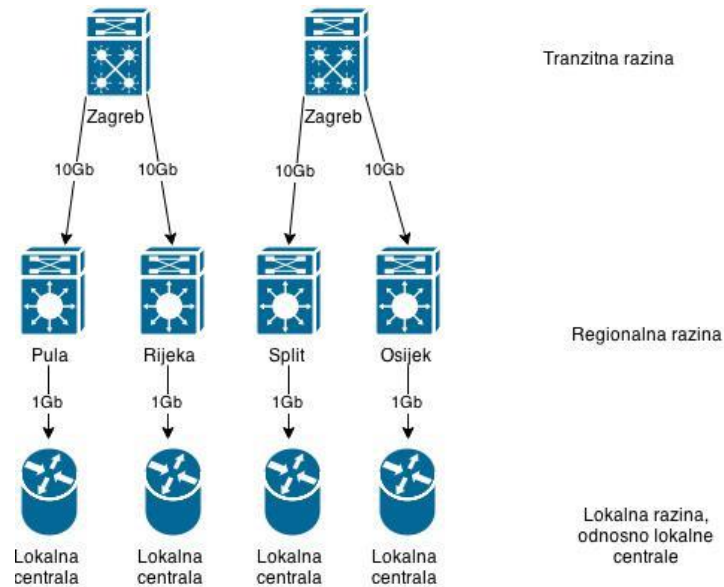 Tranzitna razina
Zagreb
Zagreb
10Gb
10Gb
10Gb
10Gb
Regionalna razina
Pula
Rijeka
Split
Osijek
1Gb
1Gb
1Gb
1Gb
Lokalna razina,
odnosno lokalne
centrale
Lokalna
centrala
Lokalna
centrala
Lokalna
centrala
Lokalna
centrala